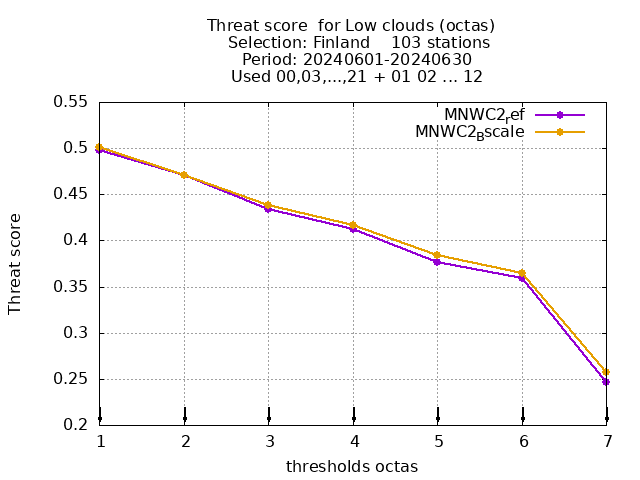 Threat score  for Low clouds (octas)
Selection: Finland    103 stations
Period: 20240601-20240630
Used 00,03,...,21 + 01 02 ... 12
0.55
MNWC2ref
MNWC2Bscale
0.5
0.45
0.4
0.35
0.3
0.25
0.2
Threat score
1 2 3 4 5 6 7
thresholds octas